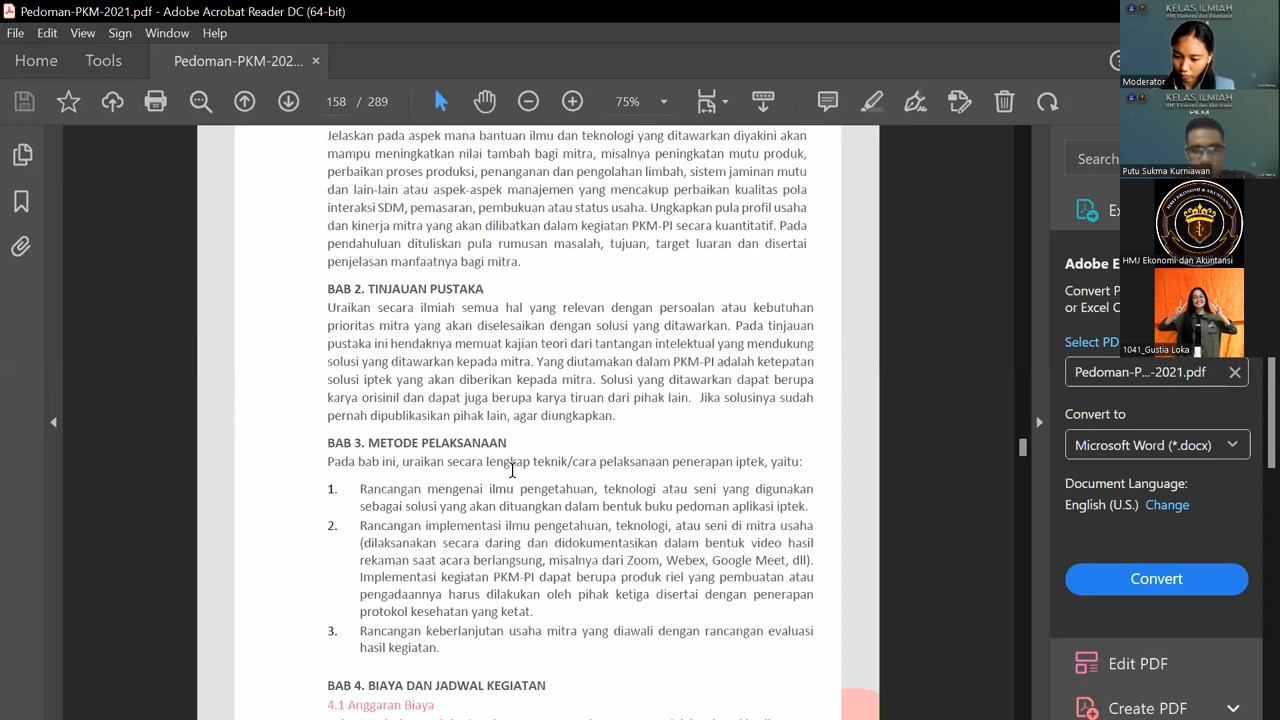 Pedoman-PKM-2021.pdf - Adobe Acrobat Reader DC (64-bit)
File Edit View Sign Window Help
Home Tools Pedoman-PKM-202... ×
158 / 289 75%
Jelaskan pada aspek mana bantuan ilmu dan teknologi yang ditawarkan diyakini akan
mampu meningkatkan nilai tambah bagi mitra, misalnya peningkatan mutu produk,
perbaikan proses produksi, penanganan dan pengolahan limbah, sistem jaminan mutu
dan lain-lain atau aspek-aspek manajemen yang mencakup perbaikan kualitas pola
interaksi SDM, pemasaran, pembukuan atau status usaha. Ungkapkan pula profil usaha
dan kinerja mitra yang akan dilibatkan dalam kegiatan PKM-PI secara kuantitatif. Pada
pendahuluan dituliskan pula rumusan masalah, tujuan, target luaran dan disertai
penjelasan manfaatnya bagi mitra.
BAB 2. TINJAUAN PUSTAKA
Uraikan secara ilmiah semua hal yang relevan dengan persoalan atau kebutuhan
prioritas mitra yang akan diselesaikan dengan solusi yang ditawarkan. Pada tinjauan
pustaka ini hendaknya memuat kajian teori dari tantangan intelektual yang mendukung
solusi yang ditawarkan kepada mitra. Yang diutamakan dalam PKM-PI adalah ketepatan
solusi iptek yang akan diberikan kepada mitra. Solusi yang ditawarkan dapat berupa
karya orisinil dan dapat juga berupa karya tiruan dari pihak lain. Jika solusinya sudah
pernah dipublikasikan pihak lain, agar diungkapkan.
BAB 3. METODE PELAKSANAAN
Pada bab ini, uraikan secara lengkap teknik/cara pelaksanaan penerapan iptek, yaitu:
1. Rancangan mengenai ilmu pengetahuan, teknologi atau seni yang digunakan
sebagai solusi yang akan dituangkan dalam bentuk buku pedoman aplikasi iptek.
2. Rancangan implementasi ilmu pengetahuan, teknologi, atau seni di mitra usaha
(dilaksanakan secara daring dan didokumentasikan dalam bentuk video hasil
rekaman saat acara berlangsung, misalnya dari Zoom, Webex, Google Meet, dll).
Implementasi kegiatan PKM-PI dapat berupa produk riel yang pembuatan atau
pengadaannya harus dilakukan oleh pihak ketiga disertai dengan penerapan
protokol kesehatan yang ketat.
3. Rancangan keberlanjutan usaha mitra yang diawali dengan rancangan evaluasi
hasil kegiatan.
BAB 4. BIAYA DAN JADWAL KEGIATAN
4.1 Anggaran Biaya
KELAS ILMIAH
HMJ Ekonomi dan Akuntansi
Moderator
KELAS ILMIAH
HMJ Ekonomi dan Akuntansi
PKM
Putu Sukma Kurniawan
HMJ Ekonomi dan Akuntansi
1041_Gustia Loka
Search
Ex
Adobe E
Convert P
or Excel C
Select PD
Pedoman-P...-2021.pdf
Convert to
Microsoft Word (*.docx)
Document Language:
English (U.S.) Change
Convert
Edit PDF
Create PDF